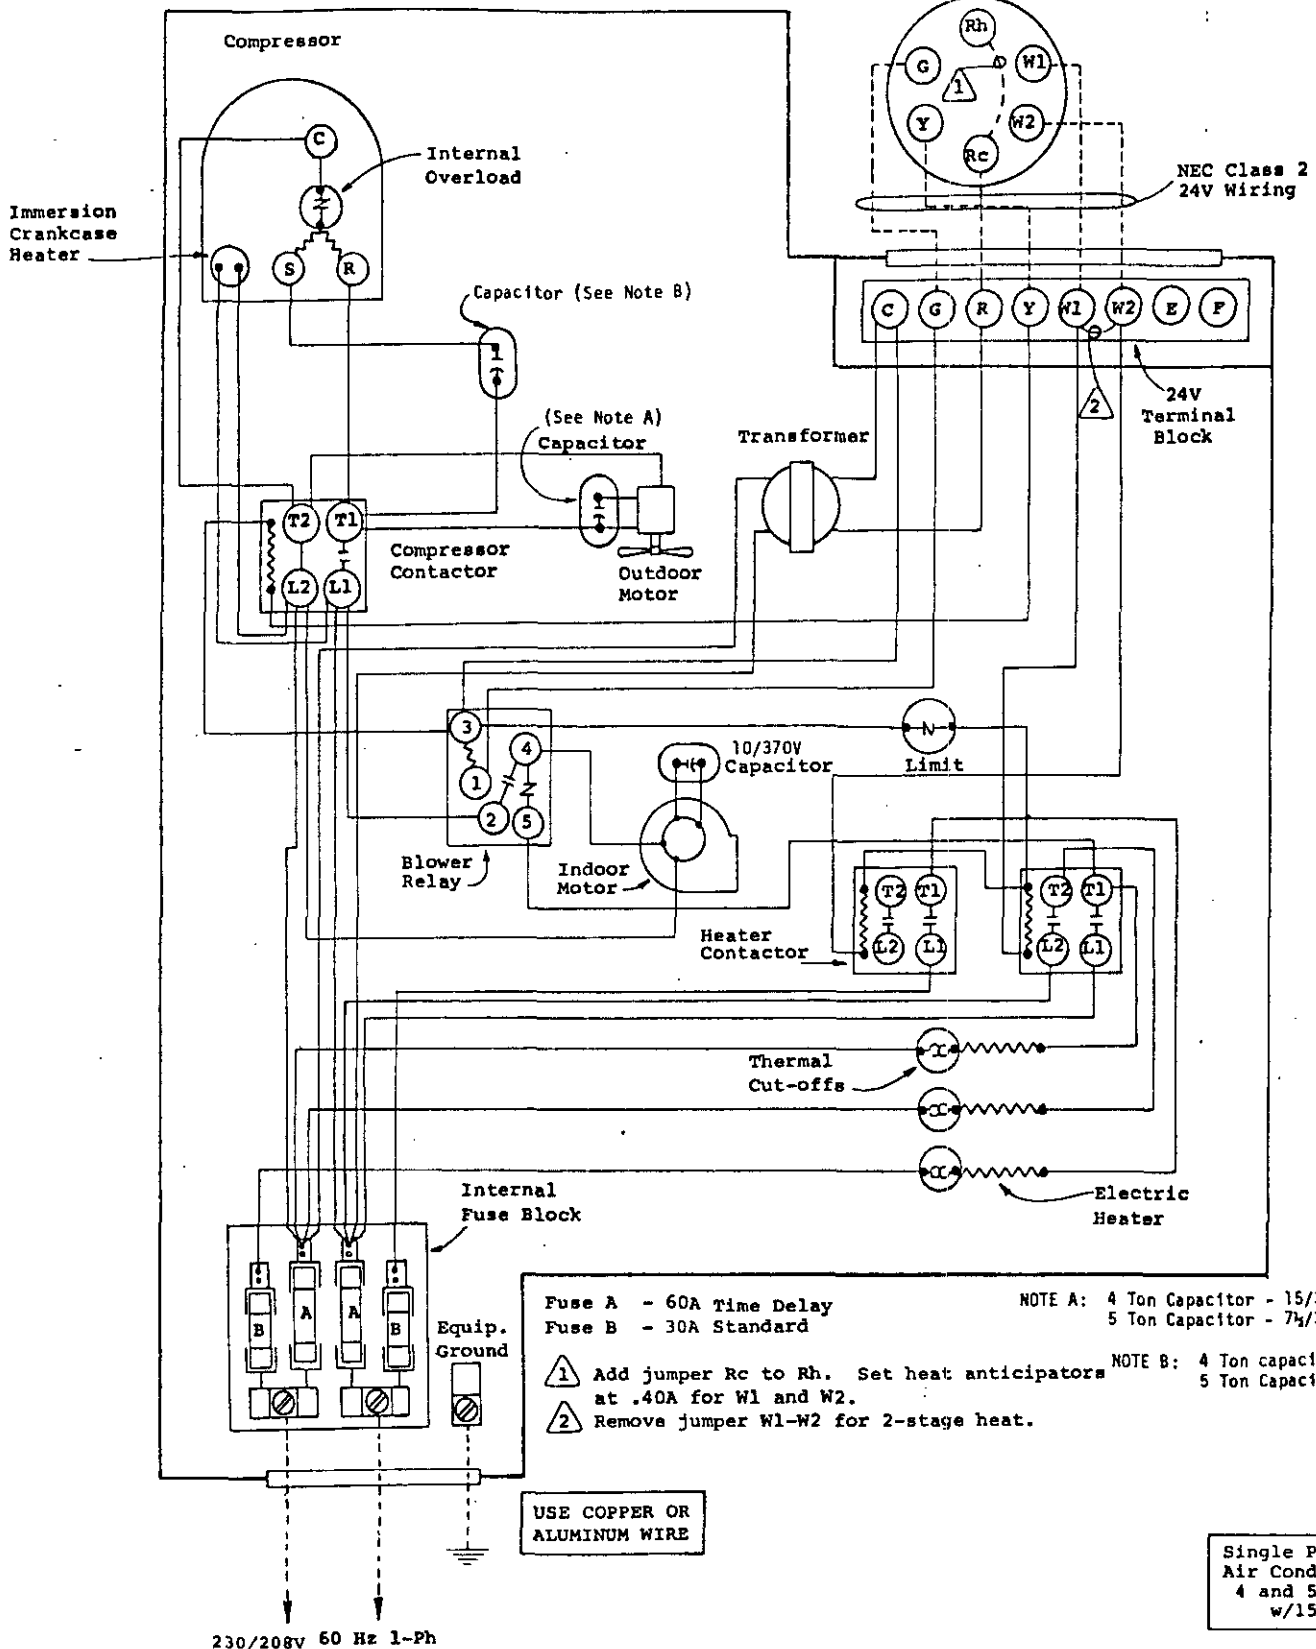 Compressor
C
Internal
Overload
Immersion
Crankcase
Heater
S
R
Capacitor (See Note B)
(See Note A)
Capacitor
T2
T1
L2
L1
Compressor
Contactor
Outdoor
Motor
Transformer
Rh
G
W1
1
Y
W2
Rc
NEC Class 2
24V Wiring
C G R Y W1 W2 E F
2
24V
Terminal
Block
3
4
1
2
5
Blower
Relay
10/370V
Capacitor
Indoor
Motor
Limit
Heater
Contactor
T2 T1
L2 L1
T2 T1
L2 L1
Thermal
Cut-offs
Electric
Heater
Internal
Fuse Block
B
A
A
B
Equip.
Ground
Fuse A - 60A Time Delay
Fuse B - 30A Standard
1 Add jumper Rc to Rh. Set heat anticipators
at .40A for W1 and W2.
2 Remove jumper W1-W2 for 2-stage heat.
NOTE A: 4 Ton Capacitor - 15/
5 Ton Capacitor - 7½/
NOTE B: 4 Ton capaci
5 Ton Capaci
USE COPPER OR
ALUMINUM WIRE
230/208V 60 Hz 1-Ph
Single P
Air Cond
4 and 5
w/15